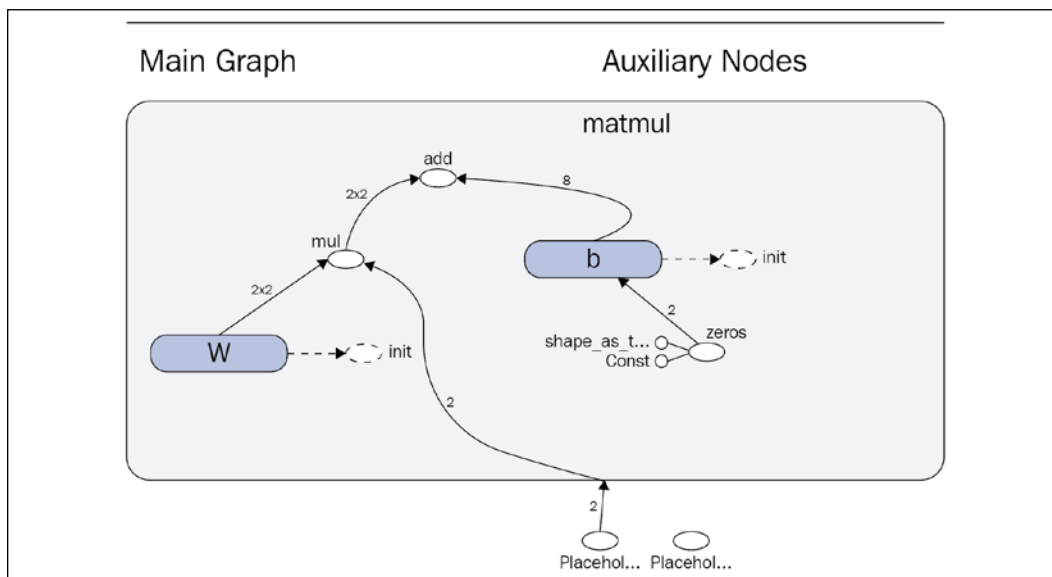 Main Graph
Auxiliary Nodes
matmul
add
8
2x2
mul
b
init
2x2
2
zeros
shape_as_t...
Const
W
init
2
2
Placehol...
Placehol...